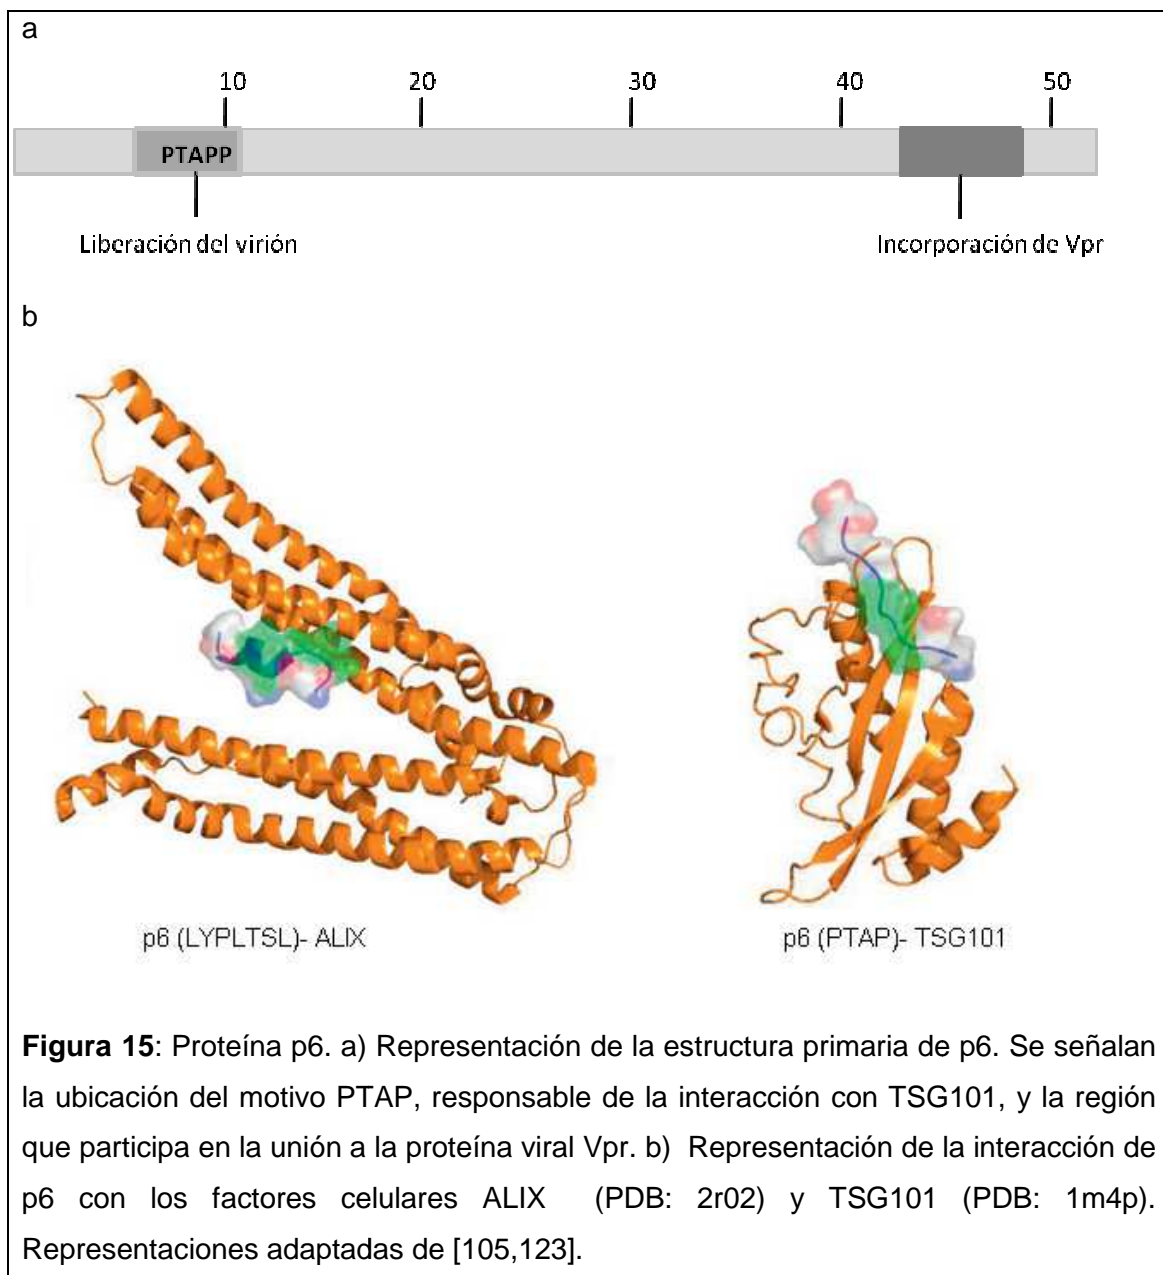 a
10 20 30 40 50
PTAPP
Liberación del virión Incorporación de Vpr
b
p6 (LYPLTSL)- ALIX p6 (PTAP)- TSG101
Figura 15: Proteína p6. a) Representación de la estructura primaria de p6. Se señalan
la ubicación del motivo PTAP, responsable de la interacción con TSG101, y la región
que participa en la unión a la proteína viral Vpr. b) Representación de la interacción de
p6 con los factores celulares ALIX (PDB: 2r02) y TSG101 (PDB: 1m4p).
Representaciones adaptadas de [105,123].